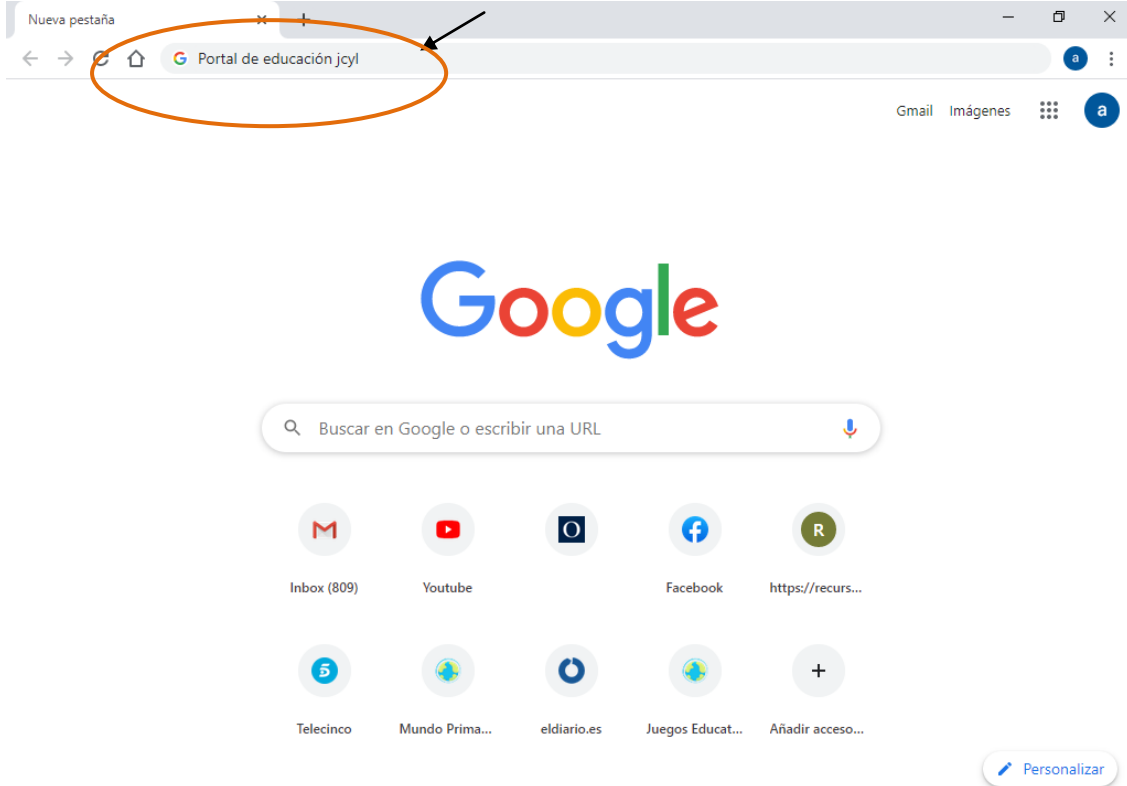 Nueva pestaña
Portal de educación jcyl
a
Gmail Imágenes
a
Google
Buscar en Google o escribir una URL
O
R
Inbox (809) Youtube Facebook https://recurs...
5
Telecinco Mundo Prima... eldiario.es Juegos Educat... Añadir acceso...
Personalizar